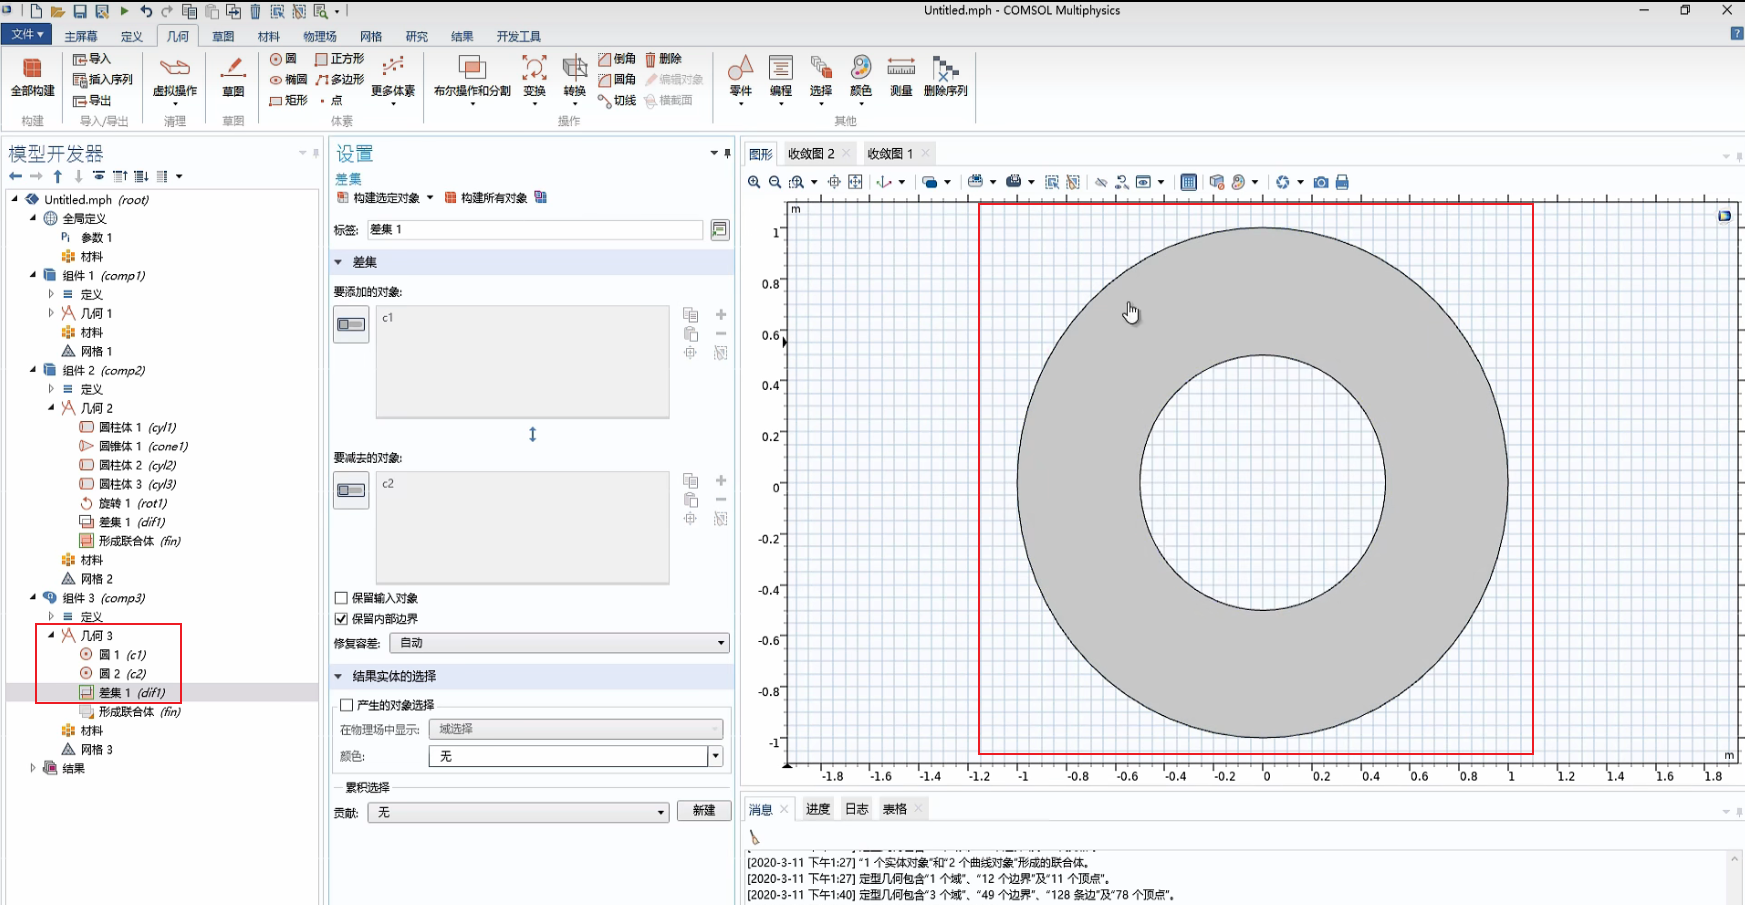 Untitled.mph - COMSOL Multiphysics
文件 主屏幕 定义 几何 草图 材料 物理场 网格 研究 结果 开发工具
全部构建
构建
导入
插入序列
导出
导入/导出
虚拟操作
清理
草图
草图
圆 正方形
椭圆 多边形
矩形 点
更多体素
体素
布尔操作和分割 变换 转换
倒角 删除
圆角 编辑对象
切线 横截面
操作
零件 编程 选择 颜色 测量 删除序列
其他
模型开发器
Untitled.mph (root)
全局定义
Pi 参数 1
材料
组件 1 (comp1)
定义
几何 1
材料
网格 1
组件 2 (comp2)
定义
几何 2
圆柱体 1 (cyl1)
圆锥体 1 (cone1)
圆柱体 2 (cyl2)
圆柱体 3 (cyl3)
旋转 1 (rot1)
差集 1 (dif1)
形成联合体 (fin)
材料
网格 2
组件 3 (comp3)
定义
几何 3
圆 1 (c1)
圆 2 (c2)
差集 1 (dif1)
形成联合体 (fin)
材料
网格 3
结果
设置
差集
构建选定对象 构建所有对象
标签: 差集 1
差集
要添加的对象:
c1
要减去的对象:
c2
保留输入对象
保留内部边界
修复容差: 自动
结果实体的选择
产生的对象选择
在物理场中显示: 域选择
颜色: 无
累积选择
贡献: 无 新建
图形 收敛图 2 收敛图 1
m
1
0.8
0.6
0.4
0.2
0
-0.2
-0.4
-0.6
-0.8
-1
m
-1.8 -1.6 -1.4 -1.2 -1 -0.8 -0.6 -0.4 -0.2 0 0.2 0.4 0.6 0.8 1 1.2 1.4 1.6 1.8
消息 进度 日志 表格
[2020-3-11 下午1:27] “1 个实体对象”和“2 个曲线对象”形成的联合体。
[2020-3-11 下午1:27] 定型几何包含“1 个域”、“12 个边界”及“11 个顶点”。
[2020-3-11 下午1:40] 定型几何包含“3 个域”、“49 个边界”、“128 条边”及“78 个顶点”。